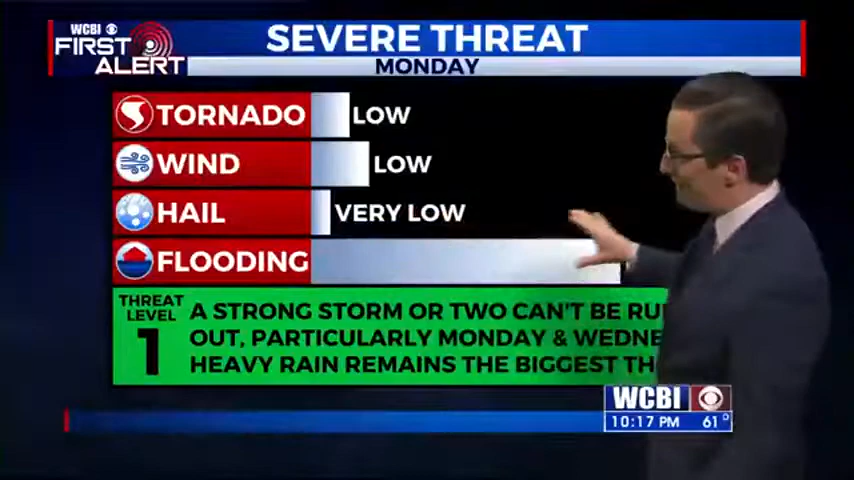 WCBI
FIRST
ALERT
SEVERE THREAT
MONDAY
TORNADO LOW
WIND LOW
HAIL VERY LOW
FLOODING
THREAT LEVEL 1
A STRONG STORM OR TWO CAN'T BE
OUT, PARTICULARLY MONDAY &
HEAVY RAIN REMAINS THE BIGGEST
WCBI
10:17 PM 61°